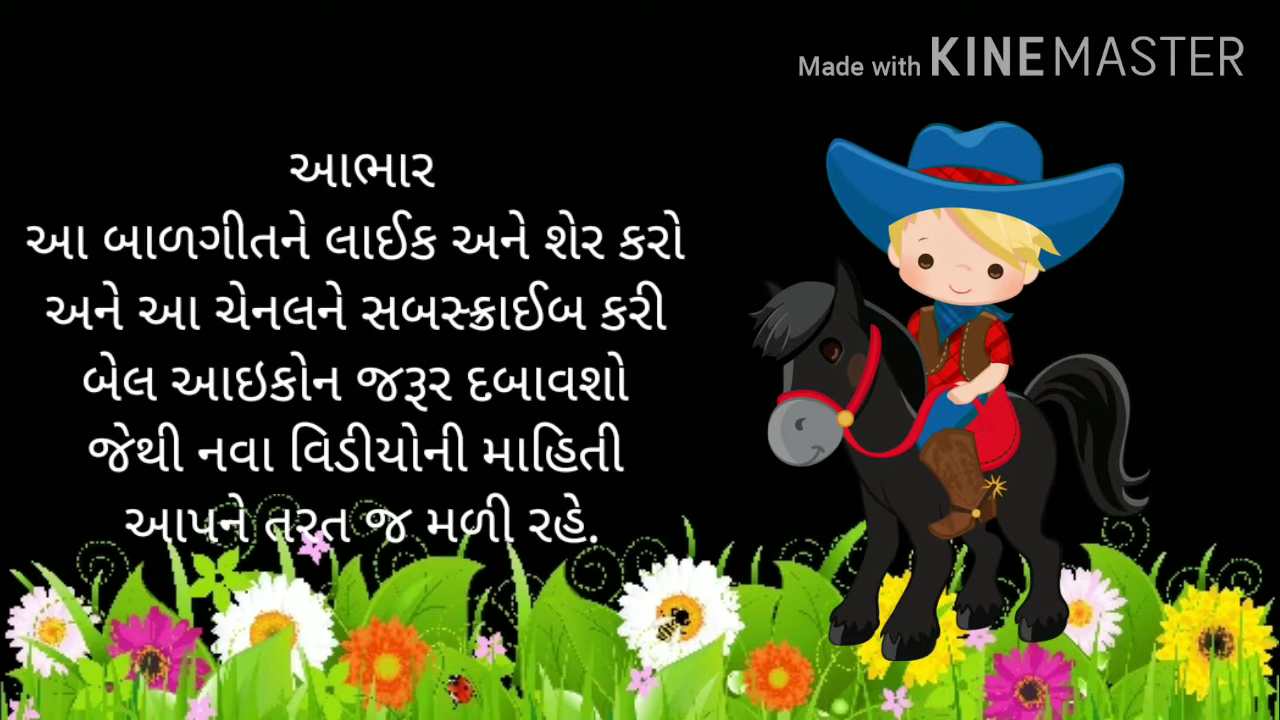 Made with KINEMASTER
આભાર
આ બાળગીતને લાઈક અને શેર કરો
અને આ ચેનલને સબસ્ક્રાઈબ કરી
બેલ આઇકોન જરૂર દબાવશો
જેથી નવા વિડીયોની માહિતી
આપને તરત જ મળી રહે.